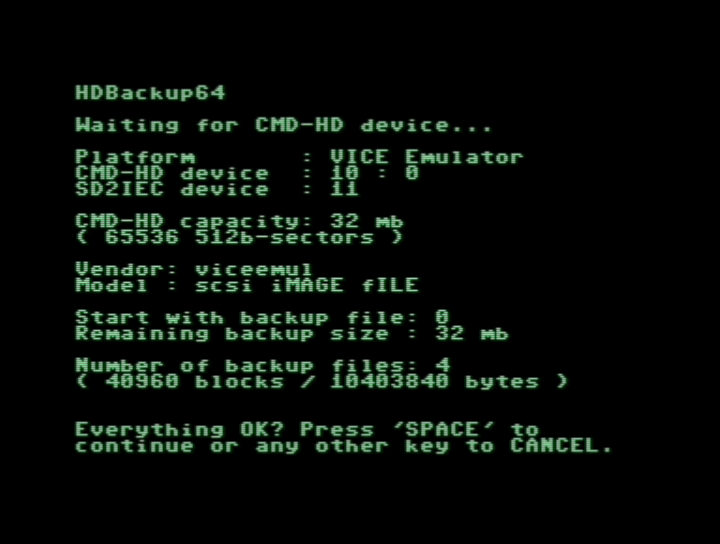 HDBackup64
Waiting for CMD-HD device...
Platform       : VICE Emulator
CMD-HD device  : 10 : 0
SD2IEC device  : 11
CMD-HD capacity: 32 mb
( 65536 512b-sectors )
Vendor: viceemul
Model : scsi iMAGE fILE
Start with backup file: 0
Remaining backup size : 32 mb
Number of backup files: 4
( 40960 blocks / 10403840 bytes )
Everything OK? Press 'SPACE' to
continue or any other key to CANCEL.